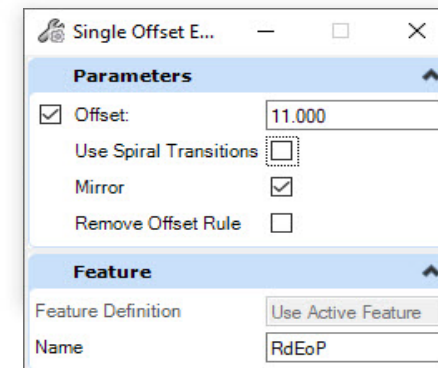 Single Offset E...
Parameters
Offset: 11.000
Use Spiral Transitions
Mirror
Remove Offset Rule
Feature
Feature Definition Use Active Feature
Name RdEoP